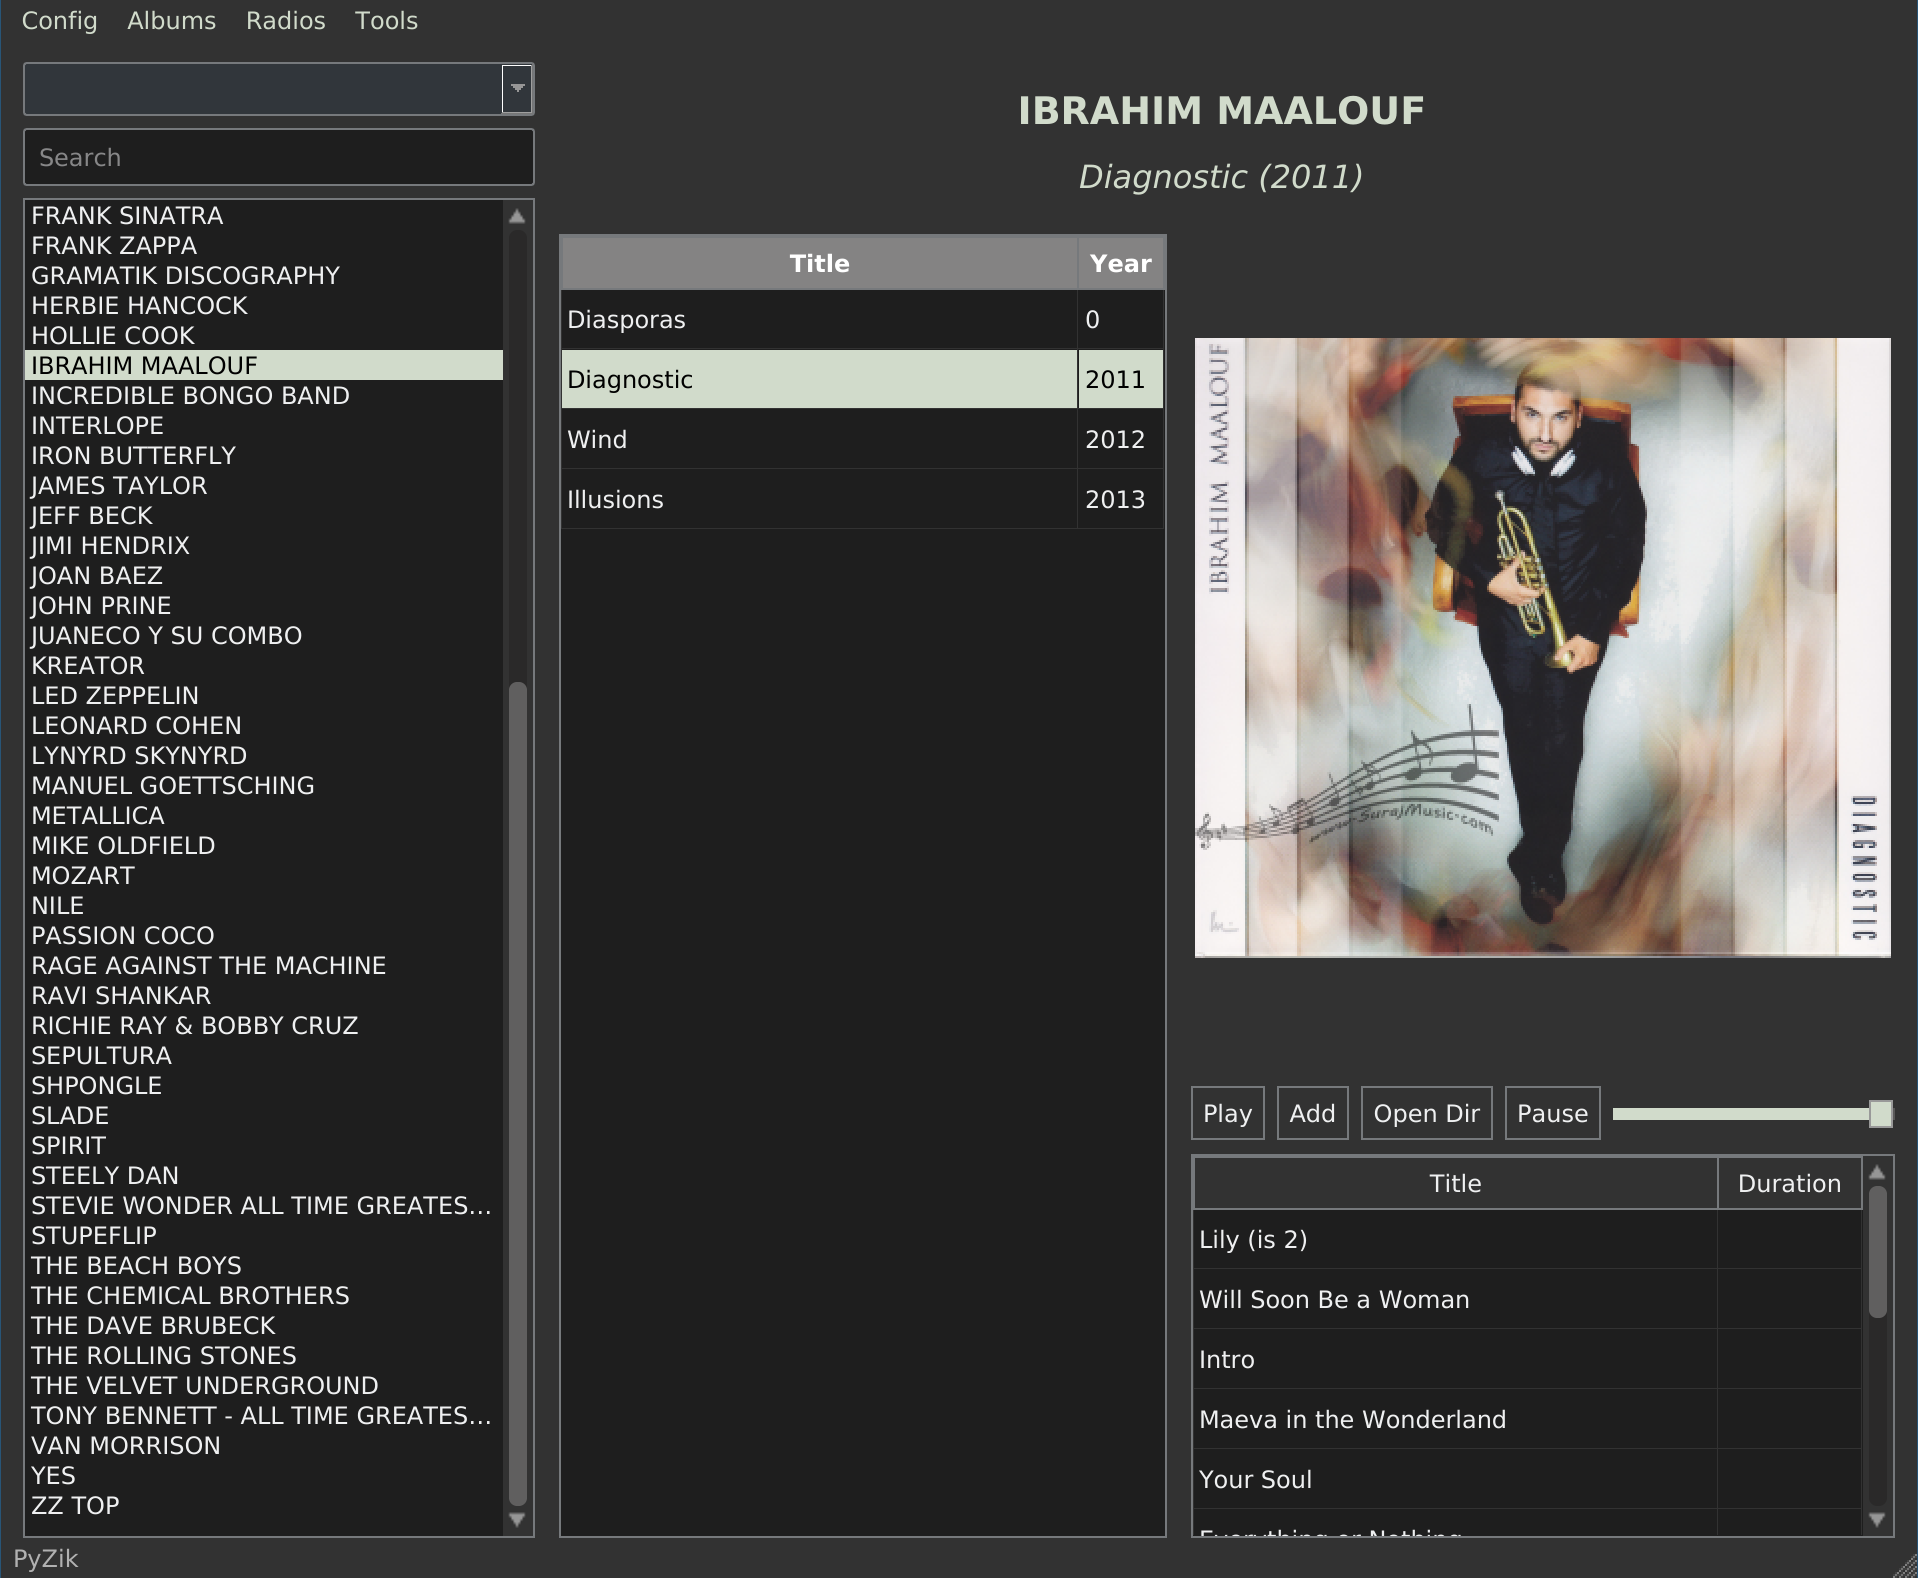 Config Albums Radios Tools
Search
FRANK SINATRA
FRANK ZAPPA
GRAMATIK DISCOGRAPHY
HERBIE HANCOCK
HOLLIE COOK
IBRAHIM MAALOUF
INCREDIBLE BONGO BAND
INTERLOPE
IRON BUTTERFLY
JAMES TAYLOR
JEFF BECK
JIMI HENDRIX
JOAN BAEZ
JOHN PRINE
JUANECO Y SU COMBO
KREATOR
LED ZEPPELIN
LEONARD COHEN
LYNYRD SKYNYRD
MANUEL GOETTSCHING
METALLICA
MIKE OLDFIELD
MOZART
NILE
PASSION COCO
RAGE AGAINST THE MACHINE
RAVI SHANKAR
RICHIE RAY & BOBBY CRUZ
SEPULTURA
SHPONGLE
SLADE
SPIRIT
STEELY DAN
STEVIE WONDER ALL TIME GREATES...
STUPEFLIP
THE BEACH BOYS
THE CHEMICAL BROTHERS
THE DAVE BRUBECK
THE ROLLING STONES
THE VELVET UNDERGROUND
TONY BENNETT - ALL TIME GREATES...
VAN MORRISON
YES
ZZ TOP
IBRAHIM MAALOUF
Diagnostic (2011)
Title Year
Diasporas 0
Diagnostic 2011
Wind 2012
Illusions 2013
IBRAHIM MAALOUF
www.SurajMusic.com
DIAGNOSTIC
Play Add Open Dir Pause
Title Duration
Lily (is 2)
Will Soon Be a Woman
Intro
Maeva in the Wonderland
Your Soul
Everything or Nothing
PyZik